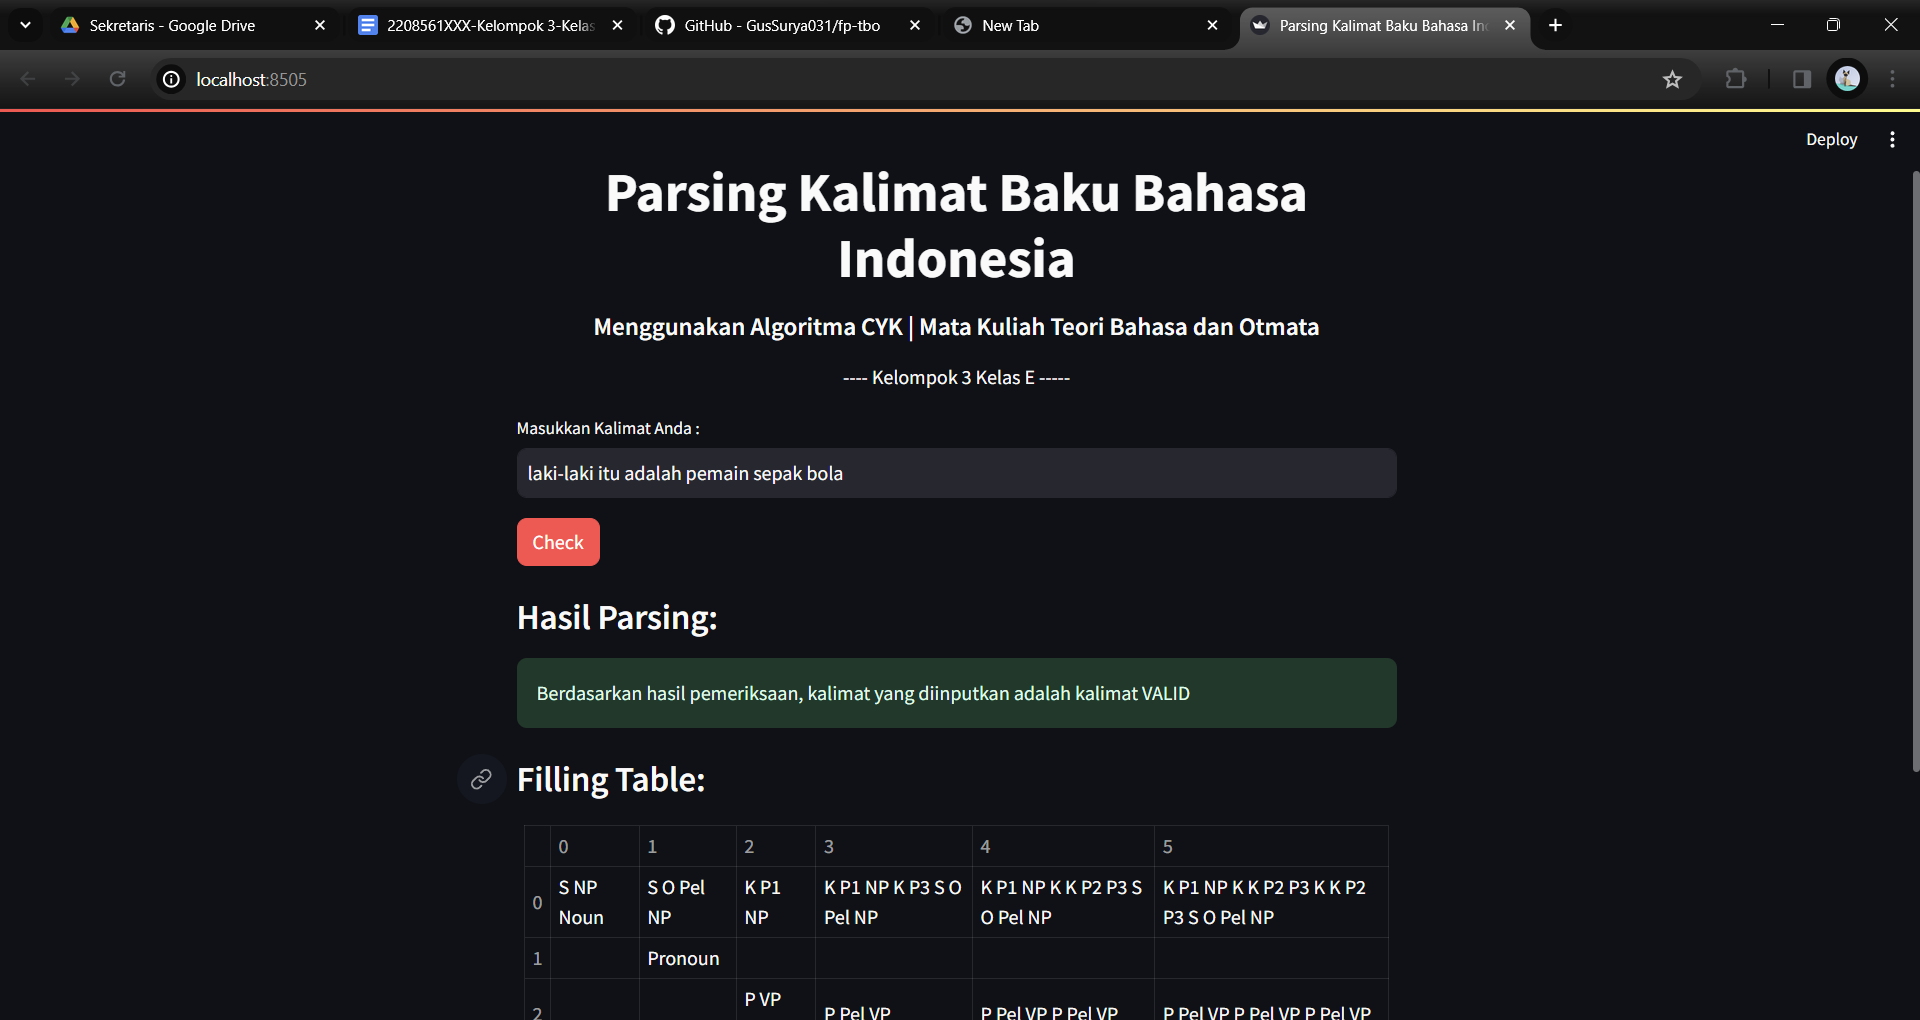 Sekretaris - Google Drive
2208561XXX-Kelompok 3-Kelas
GitHub - GusSurya031/fp-tbo
New Tab
Parsing Kalimat Baku Bahasa In
localhost:8505
Deploy
Parsing Kalimat Baku Bahasa
Indonesia
Menggunakan Algoritma CYK | Mata Kuliah Teori Bahasa dan Otmata
---- Kelompok 3 Kelas E -----
Masukkan Kalimat Anda :
laki-laki itu adalah pemain sepak bola
Check
Hasil Parsing:
Berdasarkan hasil pemeriksaan, kalimat yang diinputkan adalah kalimat VALID
Filling Table:
0 1 2 3 4 5
S NP S O Pel K P1 K P1 NP K P3 S O K P1 NP K K P2 P3 S K P1 NP K K P2 P3 K K P2
0 Noun NP NP Pel NP O Pel NP P3 S O Pel NP
1 Pronoun
P VP
2 P Pel VP P Pel VP P Pel VP P Pel VP P Pel VP P Pel VP